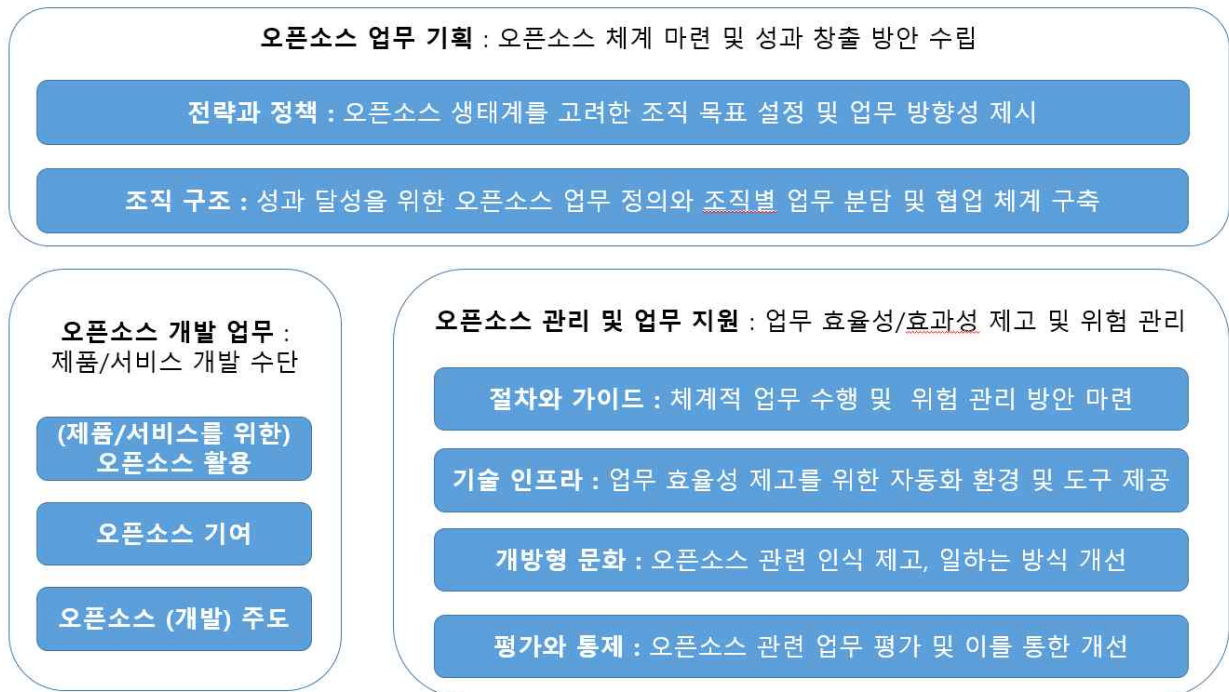 오픈소스 업무 기획 : 오픈소스 체계 마련 및 성과 창출 방안 수립
전략과 정책 : 오픈소스 생태계를 고려한 조직 목표 설정 및 업무 방향성 제시
조직 구조 : 성과 달성을 위한 오픈소스 업무 정의와 조직별 업무 분담 및 협업 체계 구축
오픈소스 개발 업무 :
제품/서비스 개발 수단
(제품/서비스를 위한)
오픈소스 활용
오픈소스 기여
오픈소스 (개발) 주도
오픈소스 관리 및 업무 지원 : 업무 효율성/효과성 제고 및 위험 관리
절차와 가이드 : 체계적 업무 수행 및 위험 관리 방안 마련
기술 인프라 : 업무 효율성 제고를 위한 자동화 환경 및 도구 제공
개방형 문화 : 오픈소스 관련 인식 제고, 일하는 방식 개선
평가와 통제 : 오픈소스 관련 업무 평가 및 이를 통한 개선